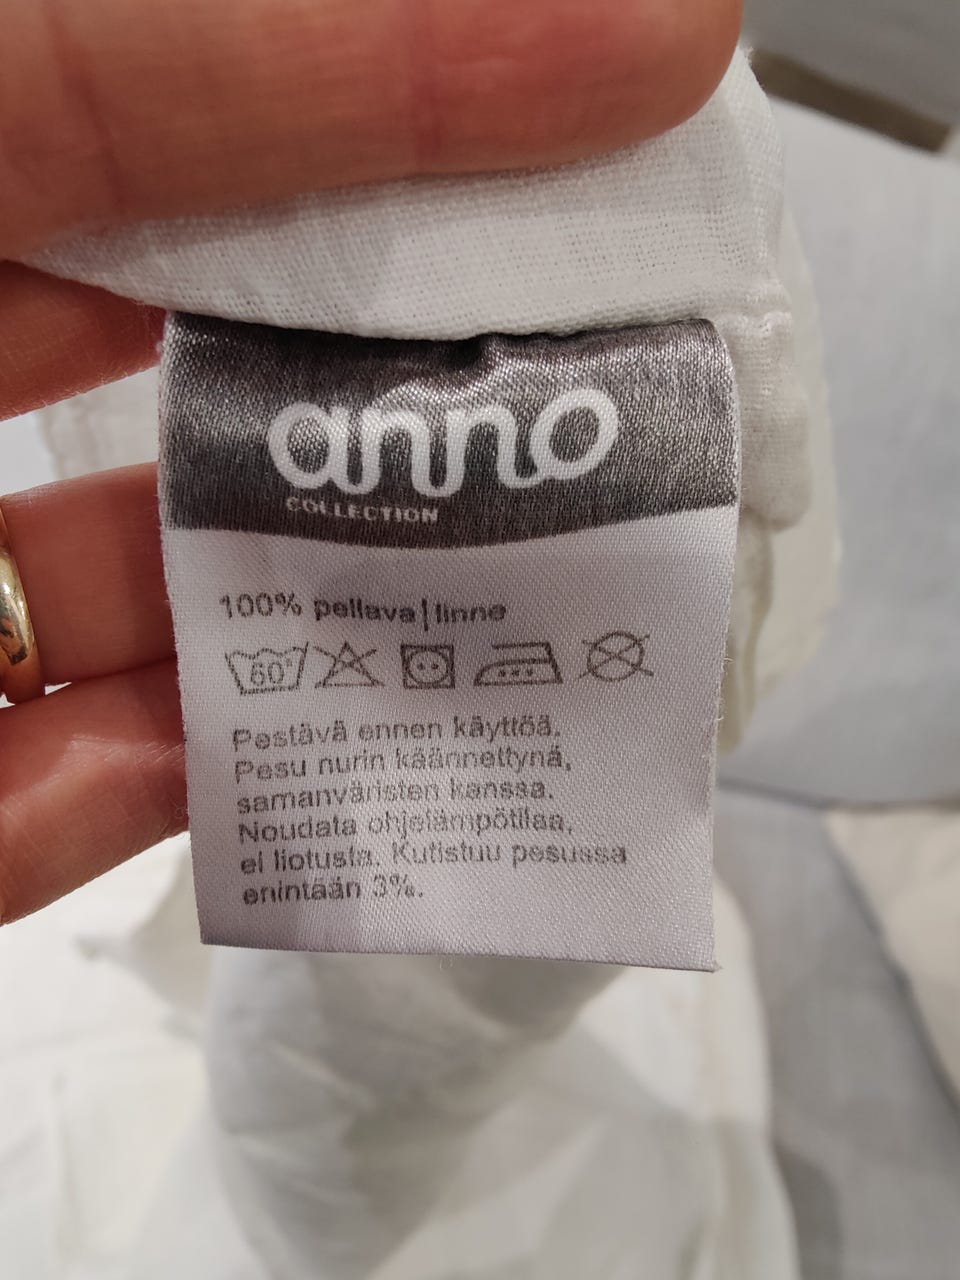 anno
COLLECTION
100% pellava|linne
60°
Pestävä ennen käyttöä.
Pesu nurin käännettynä,
samanväristen kanssa.
Noudata ohjelämpötilaa,
ei liotusta. Kutistuu pesussa
enintään 3%.